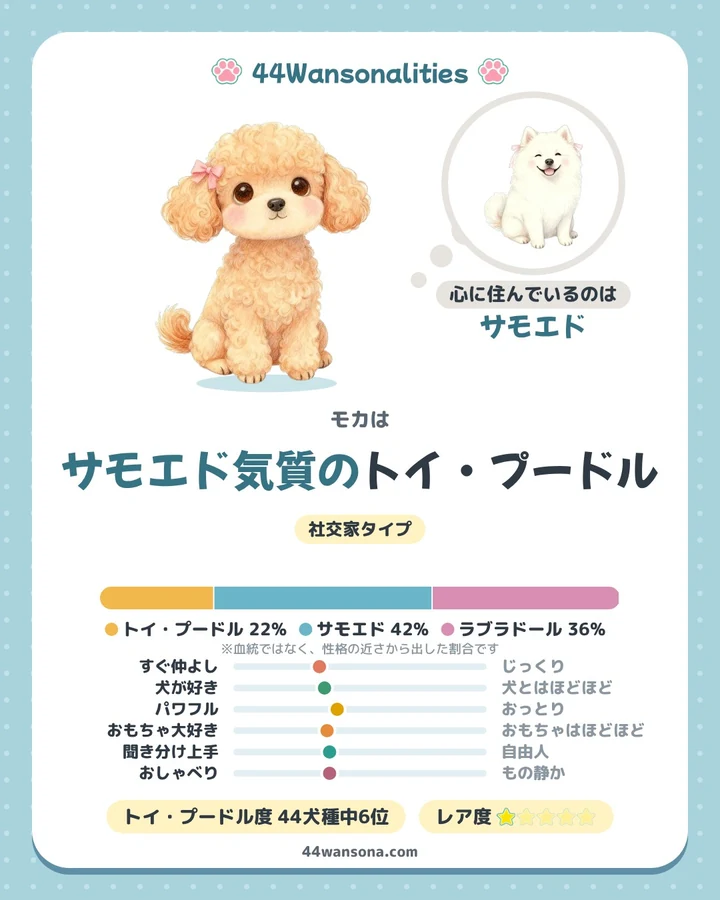 44Wansonalities
心に住んでいるのは
サモエド
モカは
サモエド気質のトイ・プードル
社交家タイプ
トイ・プードル 22% サモエド 42% ラブラドール 36%
※血統ではなく、性格の近さから出した割合です
すぐ仲よし じっくり
犬が好き 犬とはほどほど
パワフル おっとり
おもちゃ大好き おもちゃはほどほど
聞き分け上手 自由人
おしゃべり もの静か
トイ・プードル度 44犬種中6位 レア度
44wansona.com